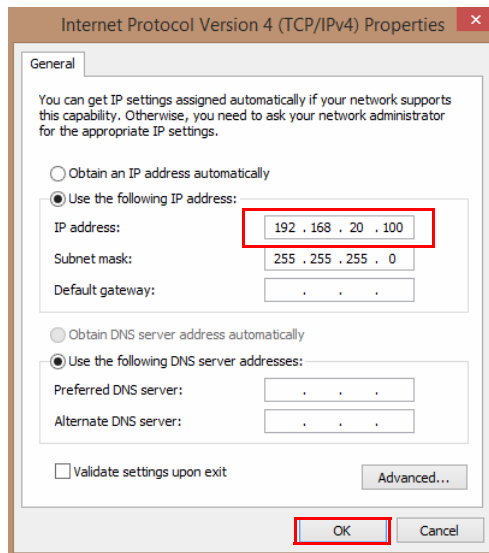 Internet Protocol Version 4 (TCP/IPv4) Properties
General
You can get IP settings assigned automatically if your network supports
this capability. Otherwise, you need to ask your network administrator
for the appropriate IP settings.
Obtain an IP address automatically
Use the following IP address:
IP address: 192 . 168 . 20 . 100
Subnet mask: 255 . 255 . 255 . 0
Default gateway: . . .
Obtain DNS server address automatically
Use the following DNS server addresses:
Preferred DNS server: . . .
Alternate DNS server: . . .
Validate settings upon exit
Advanced...
OK Cancel